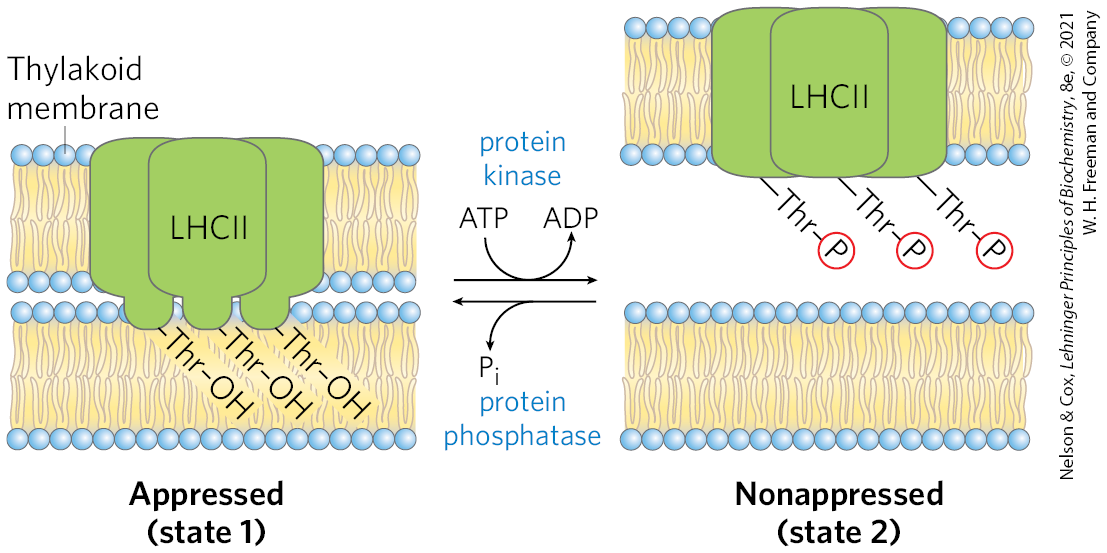 Thylakoid
membrane
LHCII
Thr–OH
Thr–OH
Thr–OH
Appressed
(state 1)
protein
kinase
ATP ADP
Pi
protein
phosphatase
LHCII
Thr–P
Thr–P
Thr–P
Nonappressed
(state 2)
Nelson & Cox, Lehninger Principles of Biochemistry, 8e, © 2021
W. H. Freeman and Company